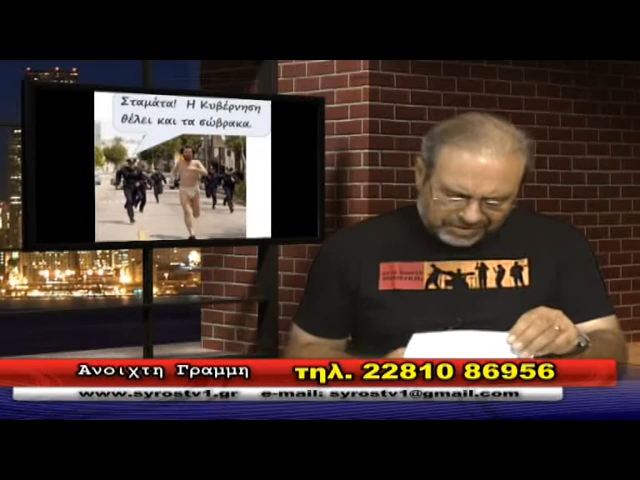 Σταμάτα! Η Κυβέρνηση
θέλει και τα σώβρακα.
Ανοιχτη Γραμμη
τηλ. 22810 86956
www.syrostv1.gr e-mail: syrostv1@gmail.com